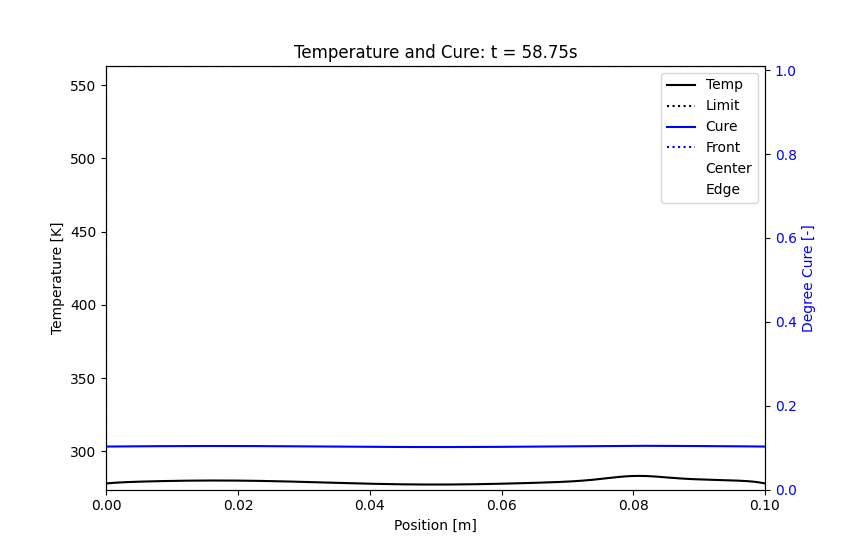 Temperature and Cure: t = 58.75s
550
500
450
400
350
300
Temperature [K]
1.0
0.8
0.6
0.4
0.2
0.0
Degree Cure [-]
Temp
Limit
Cure
Front
Center
Edge
0.00
0.02
0.04
0.06
0.08
0.10
Position [m]